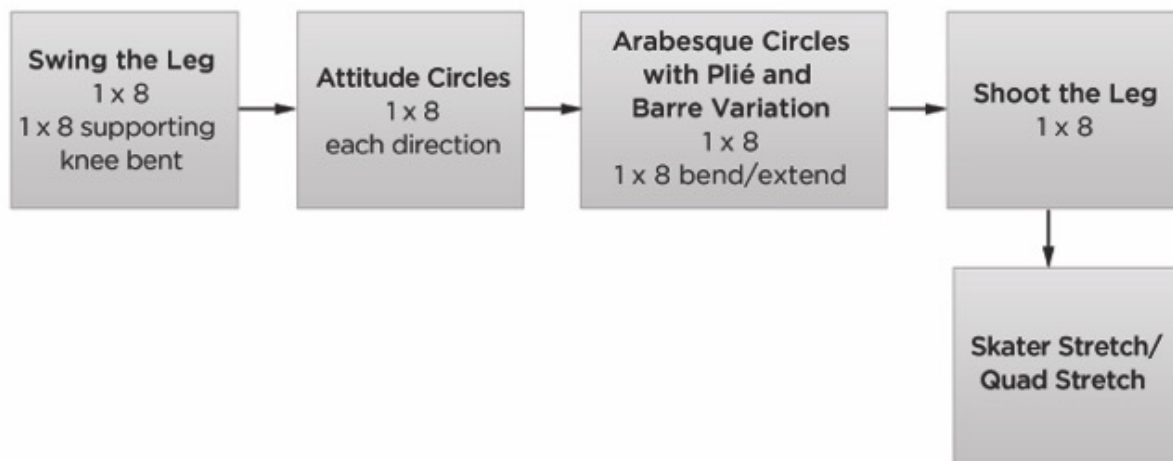 Swing the Leg
1 x 8
1 x 8 supporting
knee bent
Attitude Circles
1 x 8
each direction
Arabesque Circles
with Plié and
Barre Variation
1 x 8
1 x 8 bend/extend
Shoot the Leg
1 x 8
Skater Stretch/
Quad Stretch